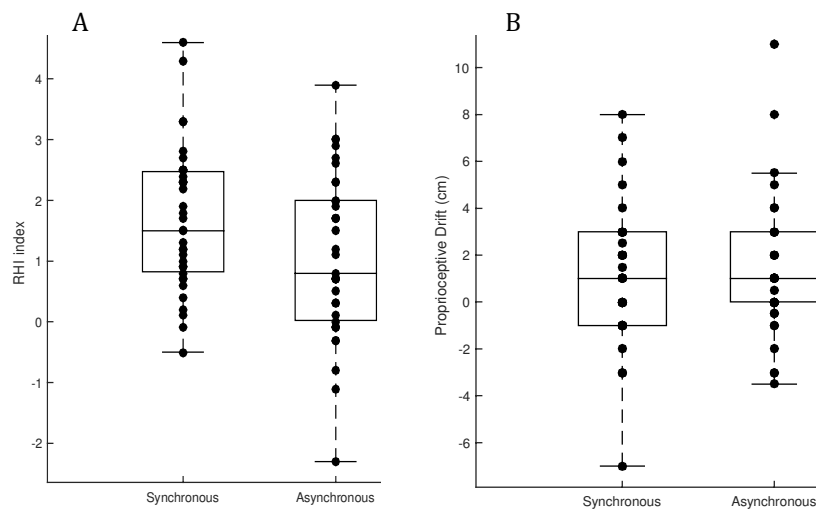 A
RHI index
4
3
2
1
0
-1
-2
Synchronous Asynchronous
B
Proprioceptive Drift (cm)
10
8
6
4
2
0
-2
-4
-6
Synchronous Asynchronous